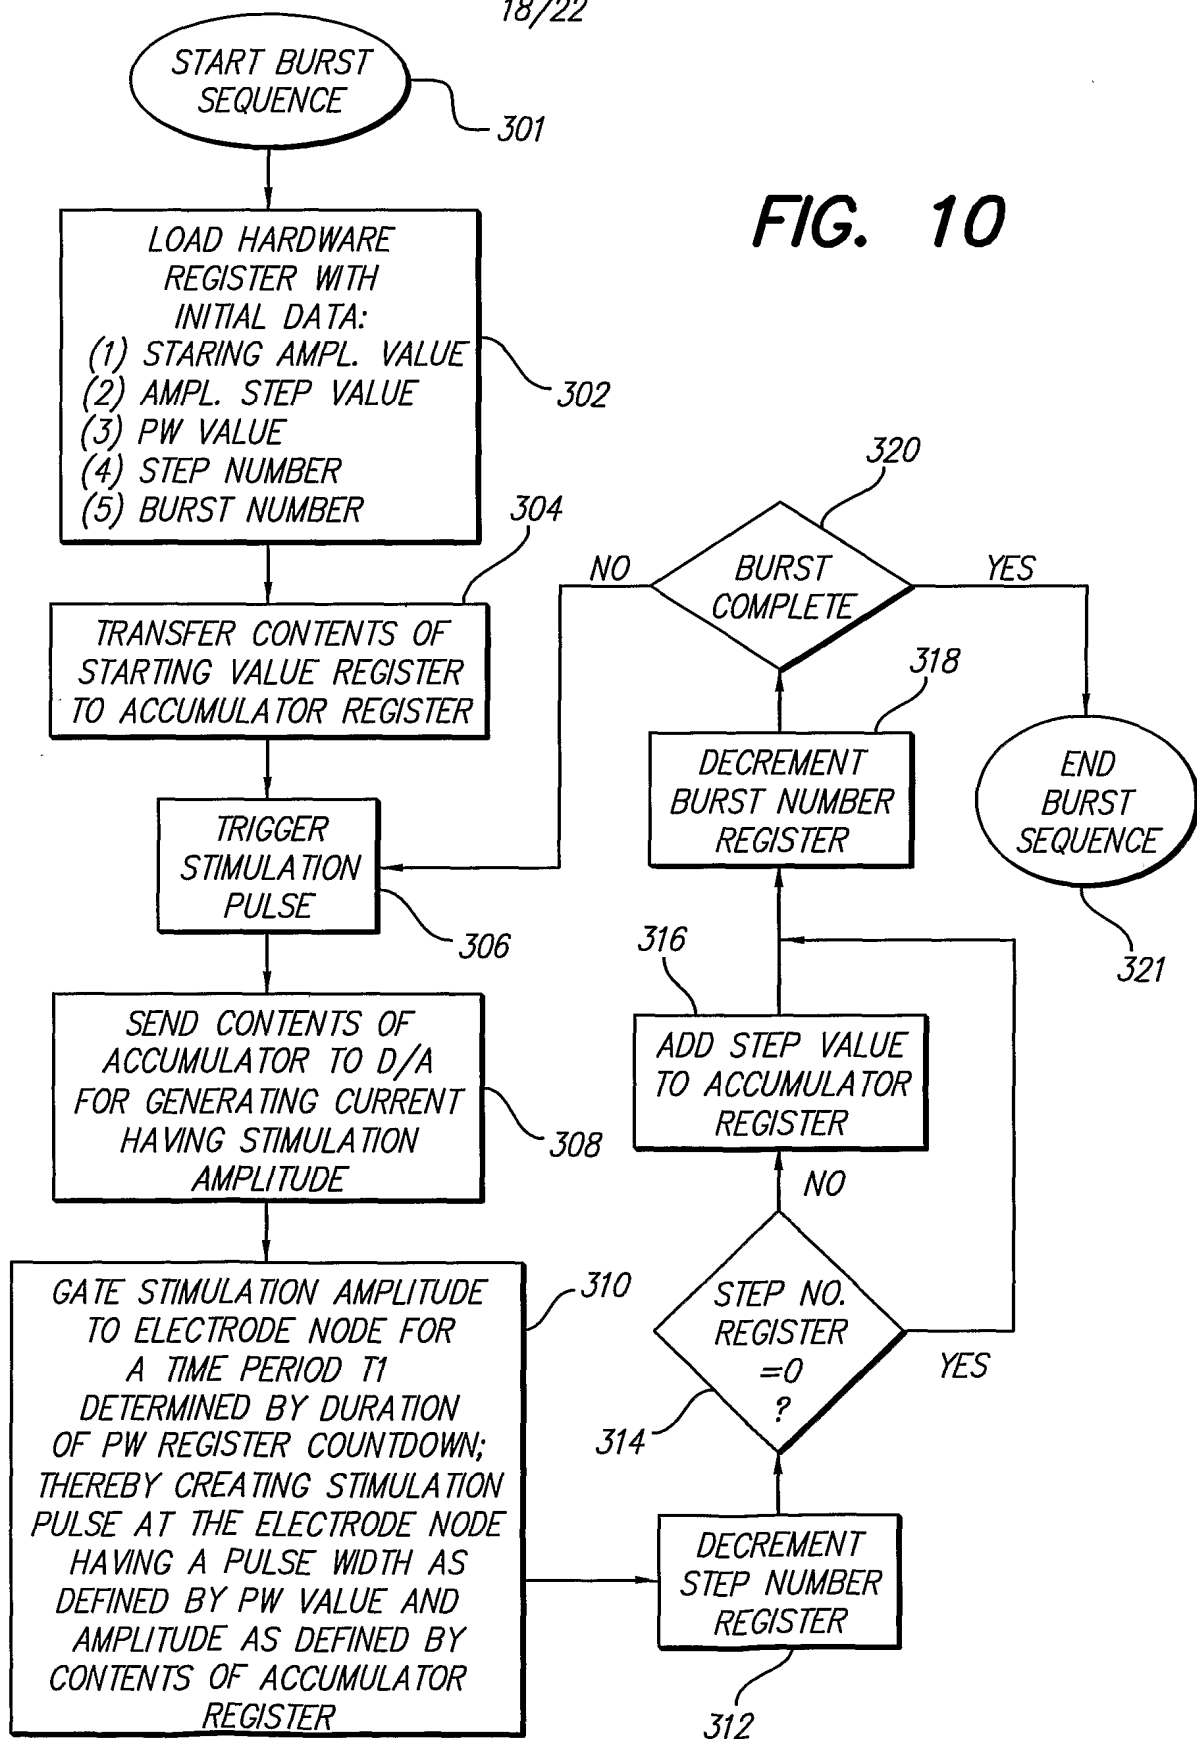 18/22
START BURST
SEQUENCE
301
FIG. 10
LOAD HARDWARE
REGISTER WITH
INITIAL DATA:
(1) STARING AMPL. VALUE
(2) AMPL. STEP VALUE
(3) PW VALUE
(4) STEP NUMBER
(5) BURST NUMBER
302
304
TRANSFER CONTENTS OF
STARTING VALUE REGISTER
TO ACCUMULATOR REGISTER
TRIGGER
STIMULATION
PULSE
306
SEND CONTENTS OF
ACCUMULATOR TO D/A
FOR GENERATING CURRENT
HAVING STIMULATION
AMPLITUDE
308
GATE STIMULATION AMPLITUDE
TO ELECTRODE NODE FOR
A TIME PERIOD T1
DETERMINED BY DURATION
OF PW REGISTER COUNTDOWN;
THEREBY CREATING STIMULATION
PULSE AT THE ELECTRODE NODE
HAVING A PULSE WIDTH AS
DEFINED BY PW VALUE AND
AMPLITUDE AS DEFINED BY
CONTENTS OF ACCUMULATOR
REGISTER
310
DECREMENT
STEP NUMBER
REGISTER
312
STEP NO.
REGISTER
=0
?
314
YES
NO
ADD STEP VALUE
TO ACCUMULATOR
REGISTER
316
DECREMENT
BURST NUMBER
REGISTER
318
BURST
COMPLETE
320
NO
YES
END
BURST
SEQUENCE
321